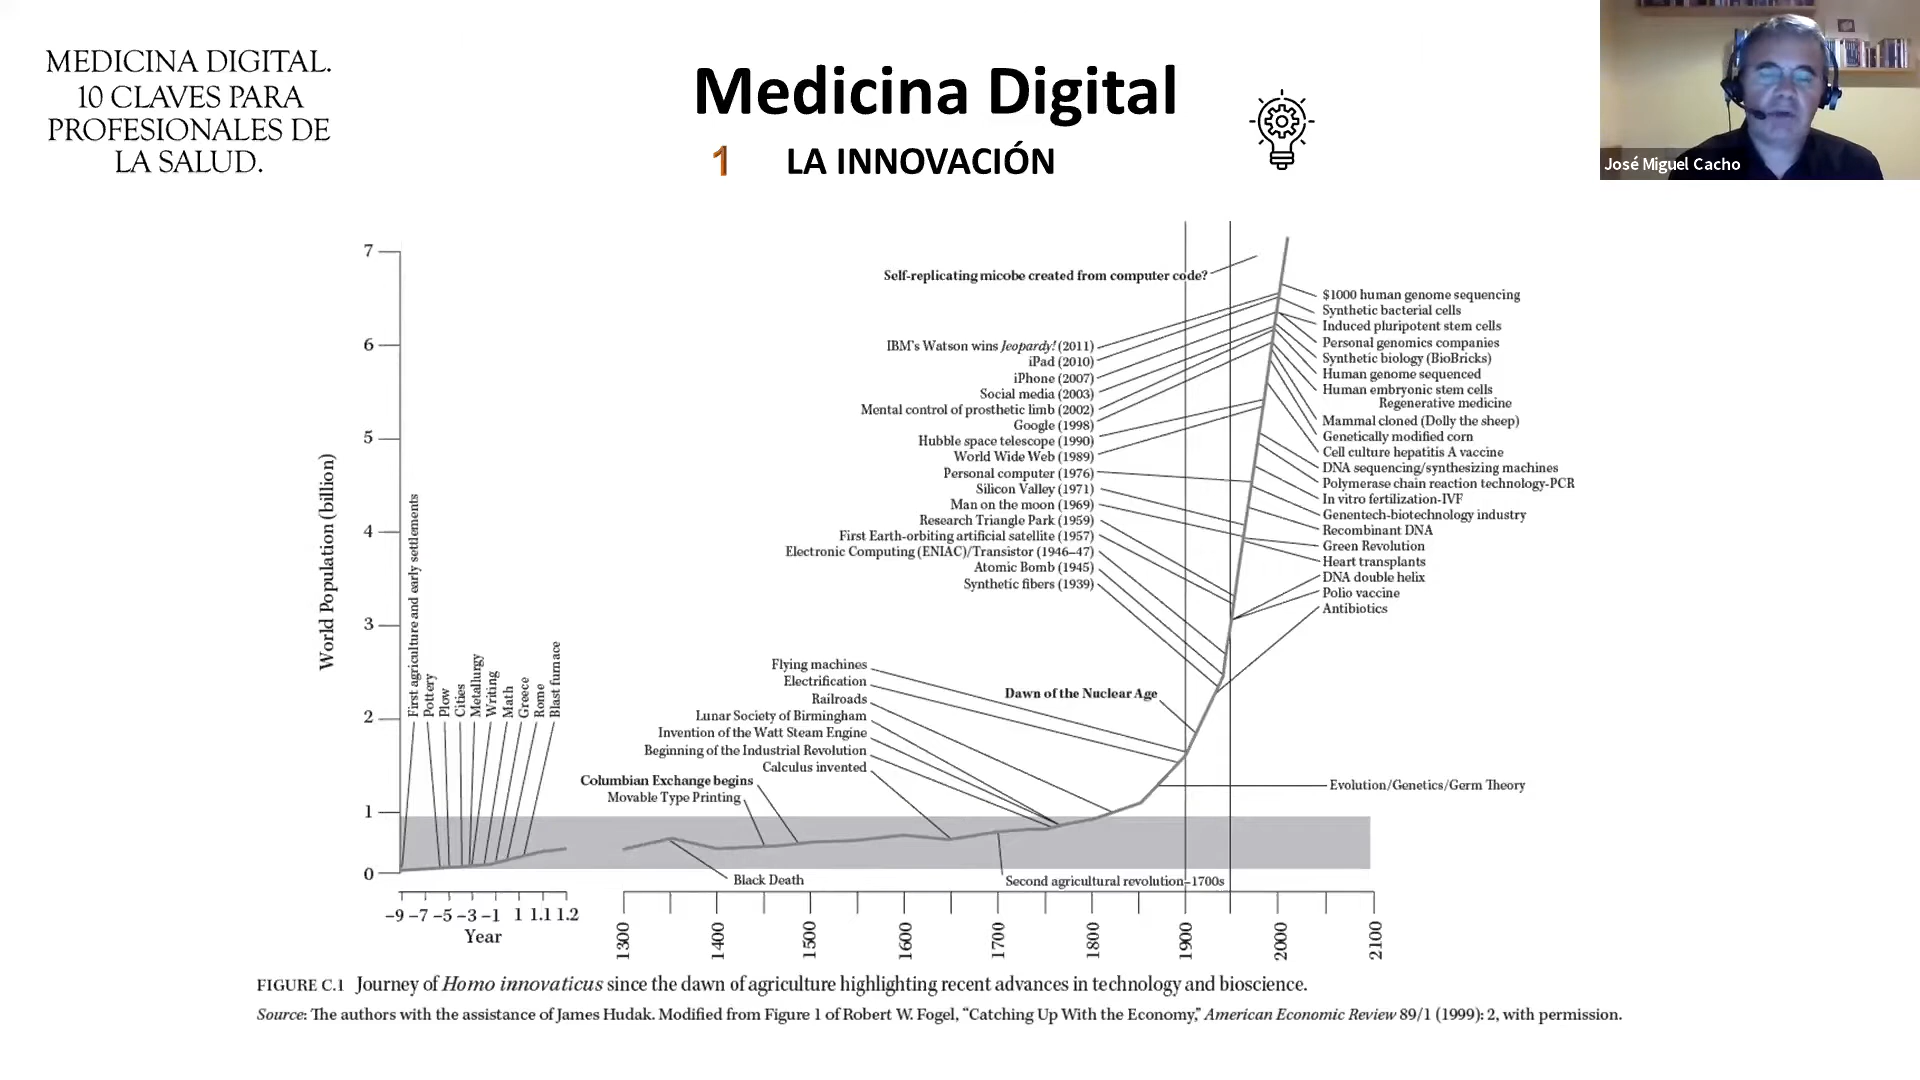 MEDICINA DIGITAL.
10 CLAVES PARA
PROFESIONALES DE
LA SALUD.
Medicina Digital
1 LA INNOVACIÓN
José Miguel Cacho
World Population (billion)
7
6
5
4
3
2
1
0
First agriculture and early settlements
Pottery
Plow
Cities
Metallurgy
Writing
Math
Greece
Rome
Blast furnace
Self-replicating micobe created from computer code?
IBM's Watson wins Jeopardy! (2011)
iPad (2010)
iPhone (2007)
Social media (2003)
Mental control of prosthetic limb (2002)
Google (1998)
Hubble space telescope (1990)
World Wide Web (1989)
Personal computer (1976)
Silicon Valley (1971)
Man on the moon (1969)
Research Triangle Park (1959)
First Earth-orbiting artificial satellite (1957)
Electronic Computing (ENIAC)/Transistor (1946–47)
Atomic Bomb (1945)
Synthetic fibers (1939)
Flying machines
Electrification
Railroads
Lunar Society of Birmingham
Invention of the Watt Steam Engine
Beginning of the Industrial Revolution
Calculus invented
Columbian Exchange begins
Movable Type Printing
Dawn of the Nuclear Age
Black Death
Second agricultural revolution–1700s
$1000 human genome sequencing
Synthetic bacterial cells
Induced pluripotent stem cells
Personal genomics companies
Synthetic biology (BioBricks)
Human genome sequenced
Human embryonic stem cells
Regenerative medicine
Mammal cloned (Dolly the sheep)
Genetically modified corn
Cell culture hepatitis A vaccine
DNA sequencing/synthesizing machines
Polymerase chain reaction technology-PCR
In vitro fertilization-IVF
Genentech-biotechnology industry
Recombinant DNA
Green Revolution
Heart transplants
DNA double helix
Polio vaccine
Antibiotics
Evolution/Genetics/Germ Theory
–9 –7 –5 –3 –1 1 1.1 1.2
Year
1300 1400 1500 1600 1700 1800 1900 2000 2100
FIGURE C.1 Journey of Homo innovaticus since the dawn of agriculture highlighting recent advances in technology and bioscience.
Source: The authors with the assistance of James Hudak. Modified from Figure 1 of Robert W. Fogel, “Catching Up With the Economy,” American Economic Review 89/1 (1999): 2, with permission.